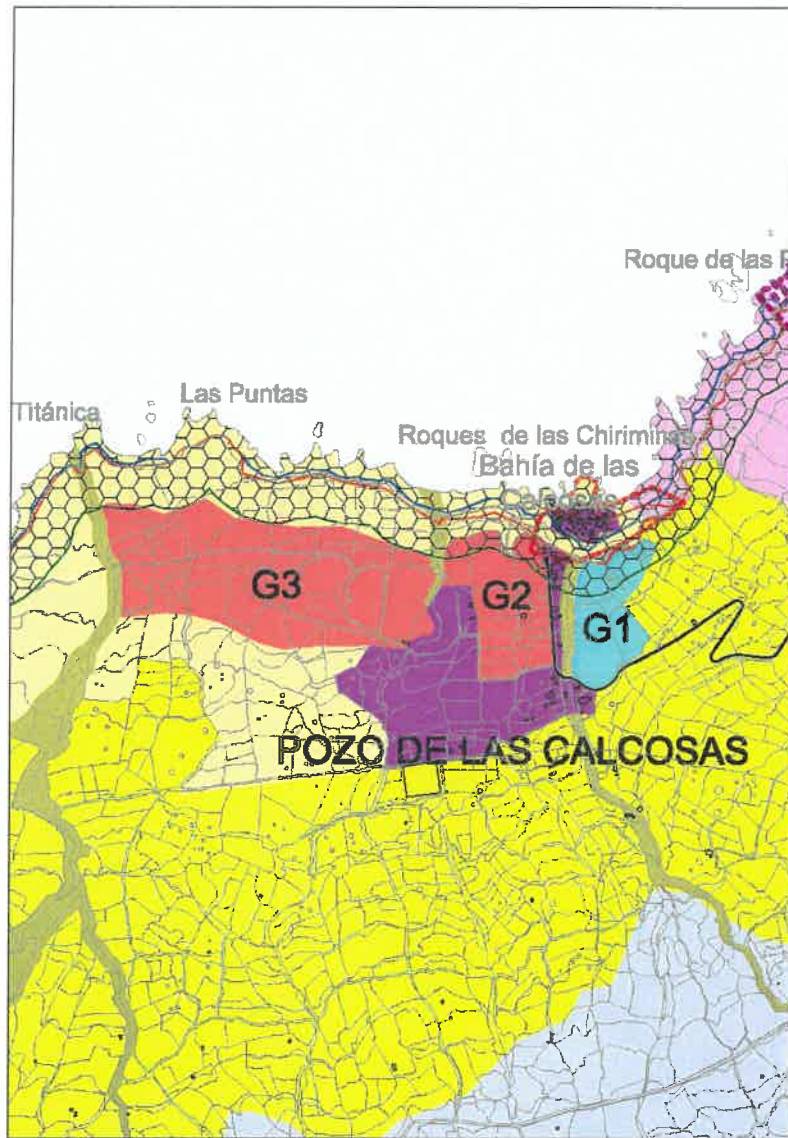 Roque de las P
Las Puntas
Titánica
Roques de las Chiriminas
Bahía de las
G3
G2
G1
POZO DE LAS CALCOSAS